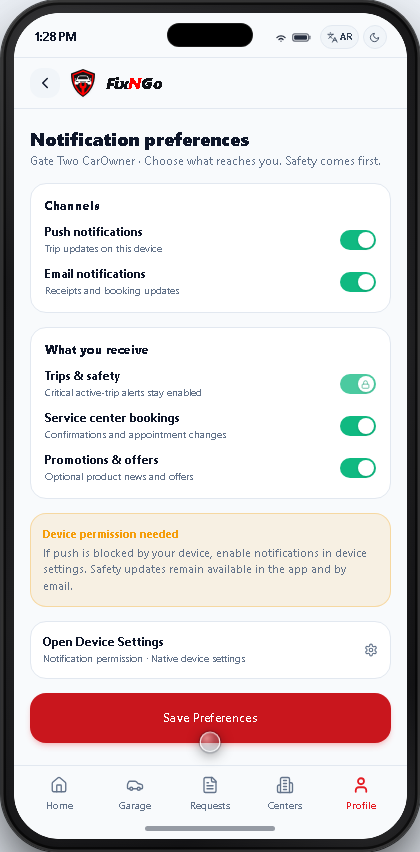 1:28 PM
AR
FixNGo
Notification preferences
Gate Two CarOwner · Choose what reaches you. Safety comes first.
Channels
Push notifications
Trip updates on this device
Email notifications
Receipts and booking updates
What you receive
Trips & safety
Critical active-trip alerts stay enabled
Service center bookings
Confirmations and appointment changes
Promotions & offers
Optional product news and offers
Device permission needed
If push is blocked by your device, enable notifications in device
settings. Safety updates remain available in the app and by
email.
Open Device Settings
Notification permission · Native device settings
Save Preferences
Home
Garage
Requests
Centers
Profile